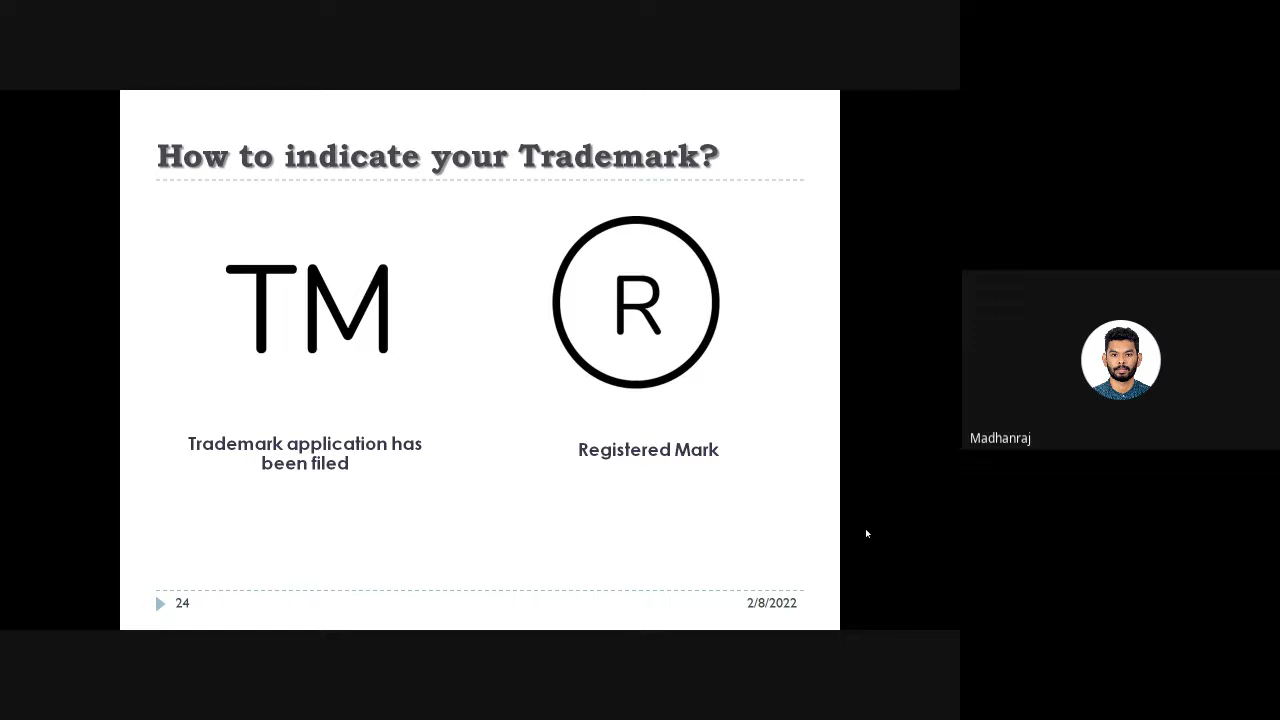 How to indicate your Trademark?
TM
R
Trademark application has
been filed
Registered Mark
Madhanraj
24
2/8/2022